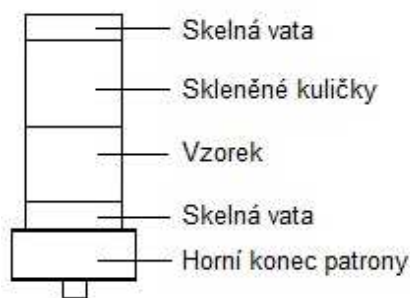 Skelná vata
Skleněné kuličky
Vzorek
Skelná vata
Horní konec patrony